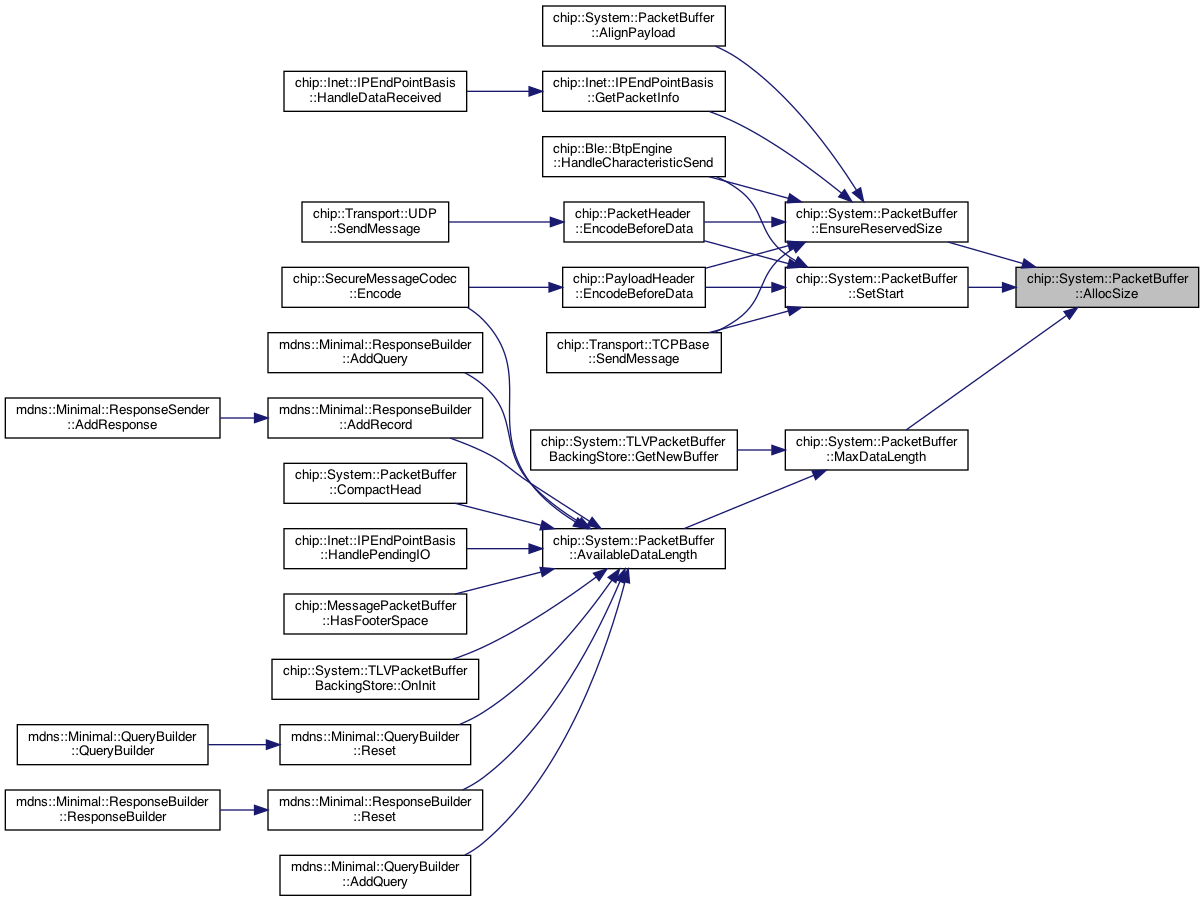 chip::System::PacketBuffer
::AlignPayload
chip::Inet::IPEndPointBasis
::HandleDataReceived
chip::Inet::IPEndPointBasis
::GetPacketInfo
chip::Ble::BtpEngine
::HandleCharacteristicSend
chip::Transport::UDP
::SendMessage
chip::PacketHeader
::EncodeBeforeData
chip::System::PacketBuffer
::EnsureReservedSize
chip::SecureMessageCodec
::Encode
chip::PayloadHeader
::EncodeBeforeData
chip::System::PacketBuffer
::SetStart
chip::System::PacketBuffer
::AllocSize
mdns::Minimal::ResponseBuilder
::AddQuery
chip::Transport::TCPBase
::SendMessage
mdns::Minimal::ResponseSender
::AddResponse
mdns::Minimal::ResponseBuilder
::AddRecord
chip::System::TLVPacketBuffer
BackingStore::GetNewBuffer
chip::System::PacketBuffer
::MaxDataLength
chip::System::PacketBuffer
::CompactHead
chip::Inet::IPEndPointBasis
::HandlePendingIO
chip::System::PacketBuffer
::AvailableDataLength
chip::MessagePacketBuffer
::HasFooterSpace
chip::System::TLVPacketBuffer
BackingStore::OnInit
mdns::Minimal::QueryBuilder
::QueryBuilder
mdns::Minimal::QueryBuilder
::Reset
mdns::Minimal::ResponseBuilder
::ResponseBuilder
mdns::Minimal::ResponseBuilder
::Reset
mdns::Minimal::QueryBuilder
::AddQuery